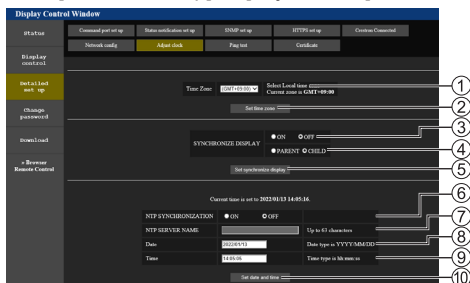 Display Control Window
Status
Display control
Detailed set up
Change password
Download
» Browser Remote Control
Command port set up
Status notification set up
SNMP set up
HTTPS set up
Crestron Connected
Network config
Adjust clock
Ping test
Certificate
Time Zone
(GMT+09:00)
Select Local time
Current zone is GMT+09:00
1
Set time zone
2
SYNCHRONIZE DISPLAY
ON OFF
3
PARENT CHILD
4
Set synchronize display
5
Current time is set to 2022/01/13 14:05:16.
NTP SYNCHRONIZATION ON OFF
6
NTP SERVER NAME Up to 63 characters
7
Date 2022/01/13 Date type is YYYY/MM/DD
8
Time 14:05:05 Time type is hh:mm:ss
9
Set date and time
10